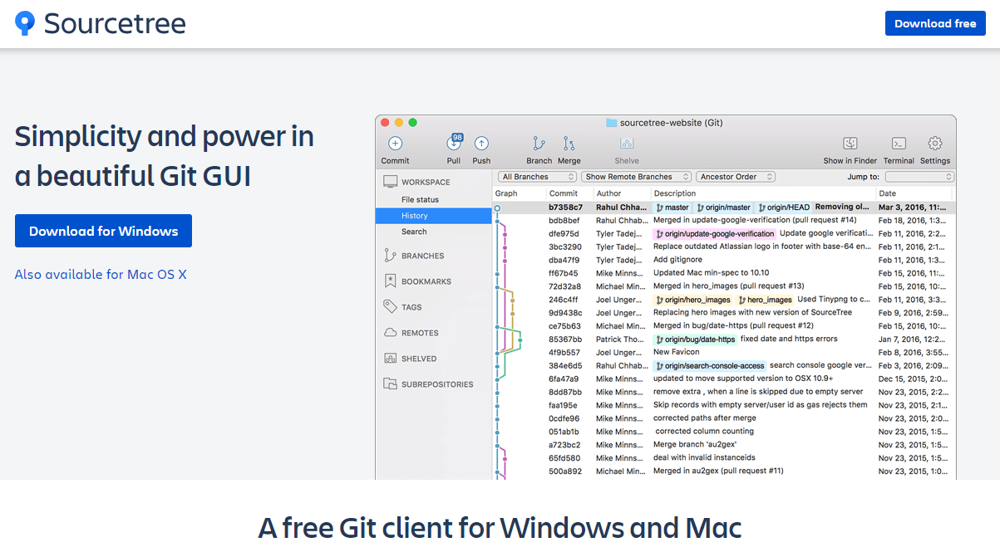 Sourcetree
Download free
Simplicity and power in
a beautiful Git GUI
Download for Windows
Also available for Mac OS X
sourcetree-website (Git)
Commit
98
Pull
Push
Branch
Merge
Shelve
Show in Finder
Terminal
Settings
WORKSPACE
File status
History
Search
BRANCHES
BOOKMARKS
TAGS
REMOTES
SHELVED
SUBREPOSITORIES
All Branches Show Remote Branches Ancestor Order Jump to:
Graph Commit Author Description Date
b7358c7 Rahul Chha... master origin/master origin/HEAD Removing ol... Mar 3, 2016, 11:...
bdb8bef Rahul Chhab... Merged in update-google-verification (pull request #14) Feb 18, 2016, 1:3...
dfe975d Tyler Tadej... origin/update-google-verification Update google verificati... Feb 11, 2016, 2:2...
3bc3290 Tyler Tadej... Replace outdated Atlassian logo in footer with base-64 en... Feb 11, 2016, 2:1...
dba47f9 Tyler Tadej... Add gitignore Feb 11, 2016, 1:3...
ff67b45 Mike Minns... Updated Mac min-spec to 10.10 Feb 15, 2016, 11:...
72d32a8 Michael Min... Merged in hero_images (pull request #13) Feb 15, 2016, 10:...
246c4ff Joel Unger... origin/hero_images hero_images Used Tinypng to c... Feb 11, 2016, 3:3...
9d9438c Joel Unger... Replacing hero images with new version of SourceTree Feb 9, 2016, 2:59...
ce75b63 Michael Min... Merged in bug/date-https (pull request #12) Feb 15, 2016, 10:...
85367bb Patrick Tho... origin/bug/date-https fixed date and https errors Jan 7, 2016, 12:2...
4f9b557 Joel Unger... New Favicon Feb 8, 2016, 3:55...
384e6d5 Rahul Chhab... origin/search-console-access search console google ver... Feb 3, 2016, 2:09...
6fa47a9 Mike Minns... updated to move supported version to OSX 10.9+ Dec 15, 2015, 2:0...
8dd87bb Mike Minns... remove extra , when a line is skipped due to empty server Nov 23, 2015, 2:2...
faa195e Mike Minns... Skip records with empty server/user id as gas rejects them Nov 23, 2015, 2:1...
0cdfe96 Mike Minns... corrected paths after merge Nov 23, 2015, 2:0...
051ab1b Mike Minns... corrected column counting Nov 23, 2015, 1:5...
a723bc2 Mike Minns... Merge branch 'au2gex' Nov 23, 2015, 1:5...
65fd580 Mike Minns... deal with invalid instanceids Nov 23, 2015, 1:5...
500a892 Michael Min... Merged in au2gex (pull request #11) Nov 23, 2015, 1:0...
A free Git client for Windows and Mac